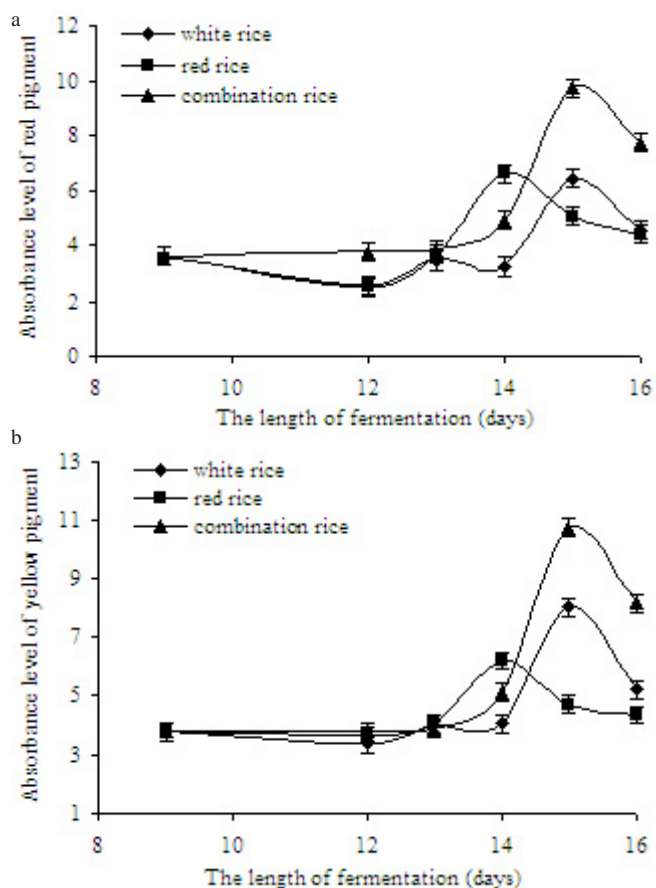 a
12
10
8
6
4
2
0
Absorbance level of red pigment
white rice
red rice
combination rice
8 10 12 14 16
The length of fermentation (days)
b
13
11
9
7
5
3
1
Absorbance level of yellow pigment
white rice
red rice
combination rice
8 10 12 14 16
The length of fermentation (days)